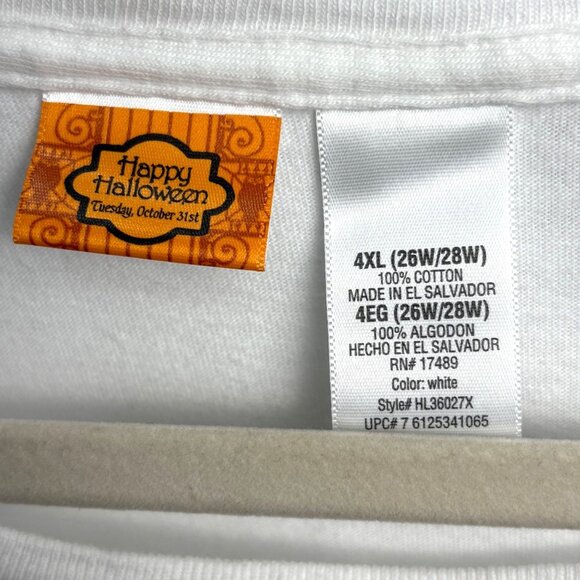 Happy
Halloween
Tuesday, October 31st
4XL (26W/28W)
100% COTTON
MADE IN EL SALVADOR
4EG (26W/28W)
100% ALGODON
HECHO EN EL SALVADOR
RN# 17489
Color: white
Style# HL36027X
UPC# 7 6125341065